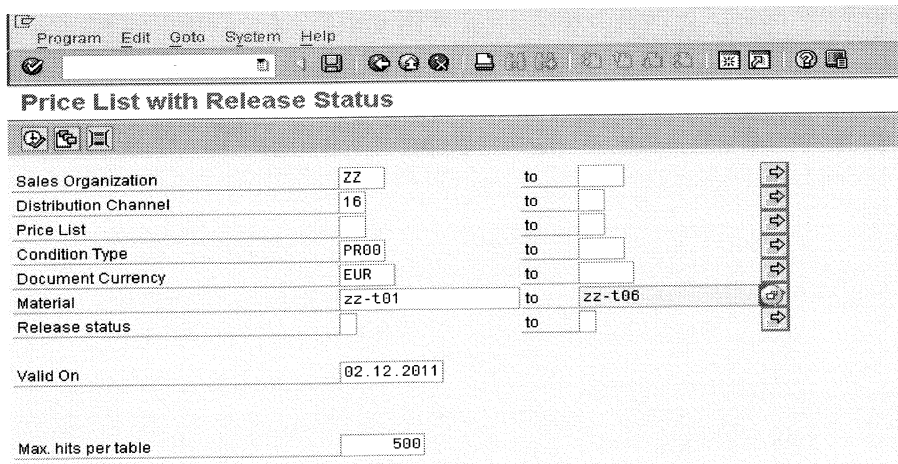 Program Edit Goto System Help
Price List with Release Status
Sales Organization ZZ to
Distribution Channel 16 to
Price List to
Condition Type PR00 to
Document Currency EUR to
Material zz-t01 to zz-t06
Release status to
Valid On 02.12.2011
Max. hits per table 500